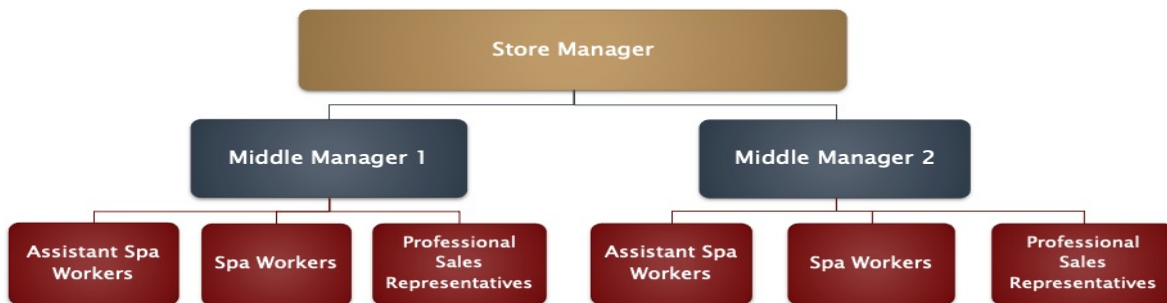 Store Manager
Middle Manager 1
Middle Manager 2
Assistant Spa
Workers
Spa Workers
Professional
Sales
Representatives
Assistant Spa
Workers
Spa Workers
Professional
Sales
Representatives